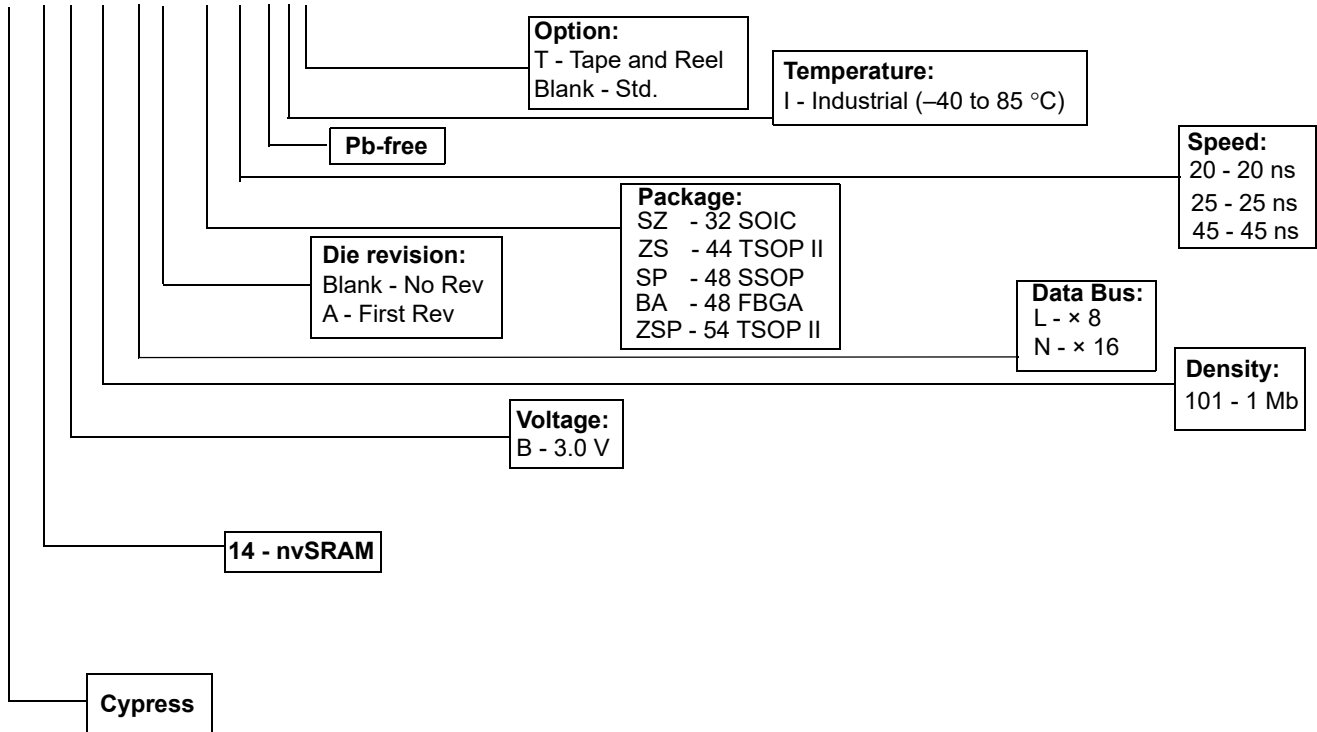 Option:
T - Tape and Reel
Blank - Std.
Temperature:
I - Industrial (–40 to 85 °C)
Pb-free
Speed:
20 - 20 ns
25 - 25 ns
45 - 45 ns
Package:
SZ - 32 SOIC
ZS - 44 TSOP II
SP - 48 SSOP
BA - 48 FBGA
ZSP - 54 TSOP II
Die revision:
Blank - No Rev
A - First Rev
Data Bus:
L - × 8
N - × 16
Density:
101 - 1 Mb
Voltage:
B - 3.0 V
14 - nvSRAM
Cypress